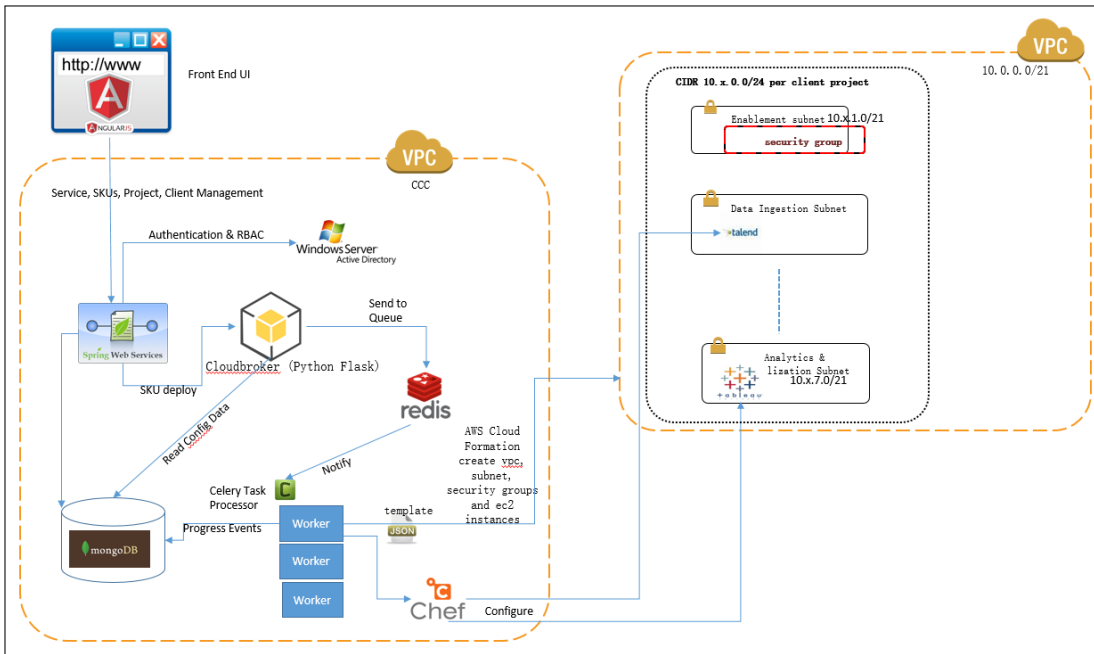 http://www
ANGULARJS
Front End UI
VPC
10.0.0.0/21
CIDR 10.x.0.0/24 per client project
Enablement subnet 10.x.1.0/21
security group
VPC
CCC
Service, SKUs, Project, Client Management
Authentication & RBAC
Windows Server
Active Directory
Data Ingestion Subnet
talend
Spring Web Services
Send to
Queue
Cloudbroker (Python Flask)
SKU deploy
redis
Analytics &
lization Subnet
10.x.7.0/21
tableau
Read Config Data
Notify
AWS Cloud
Formation
create vpc,
subnet,
security groups
and ec2
instances
Celery Task
Processor
C
template
JSON
Progress Events
mongoDB
Worker
Worker
Worker
Chef
Configure